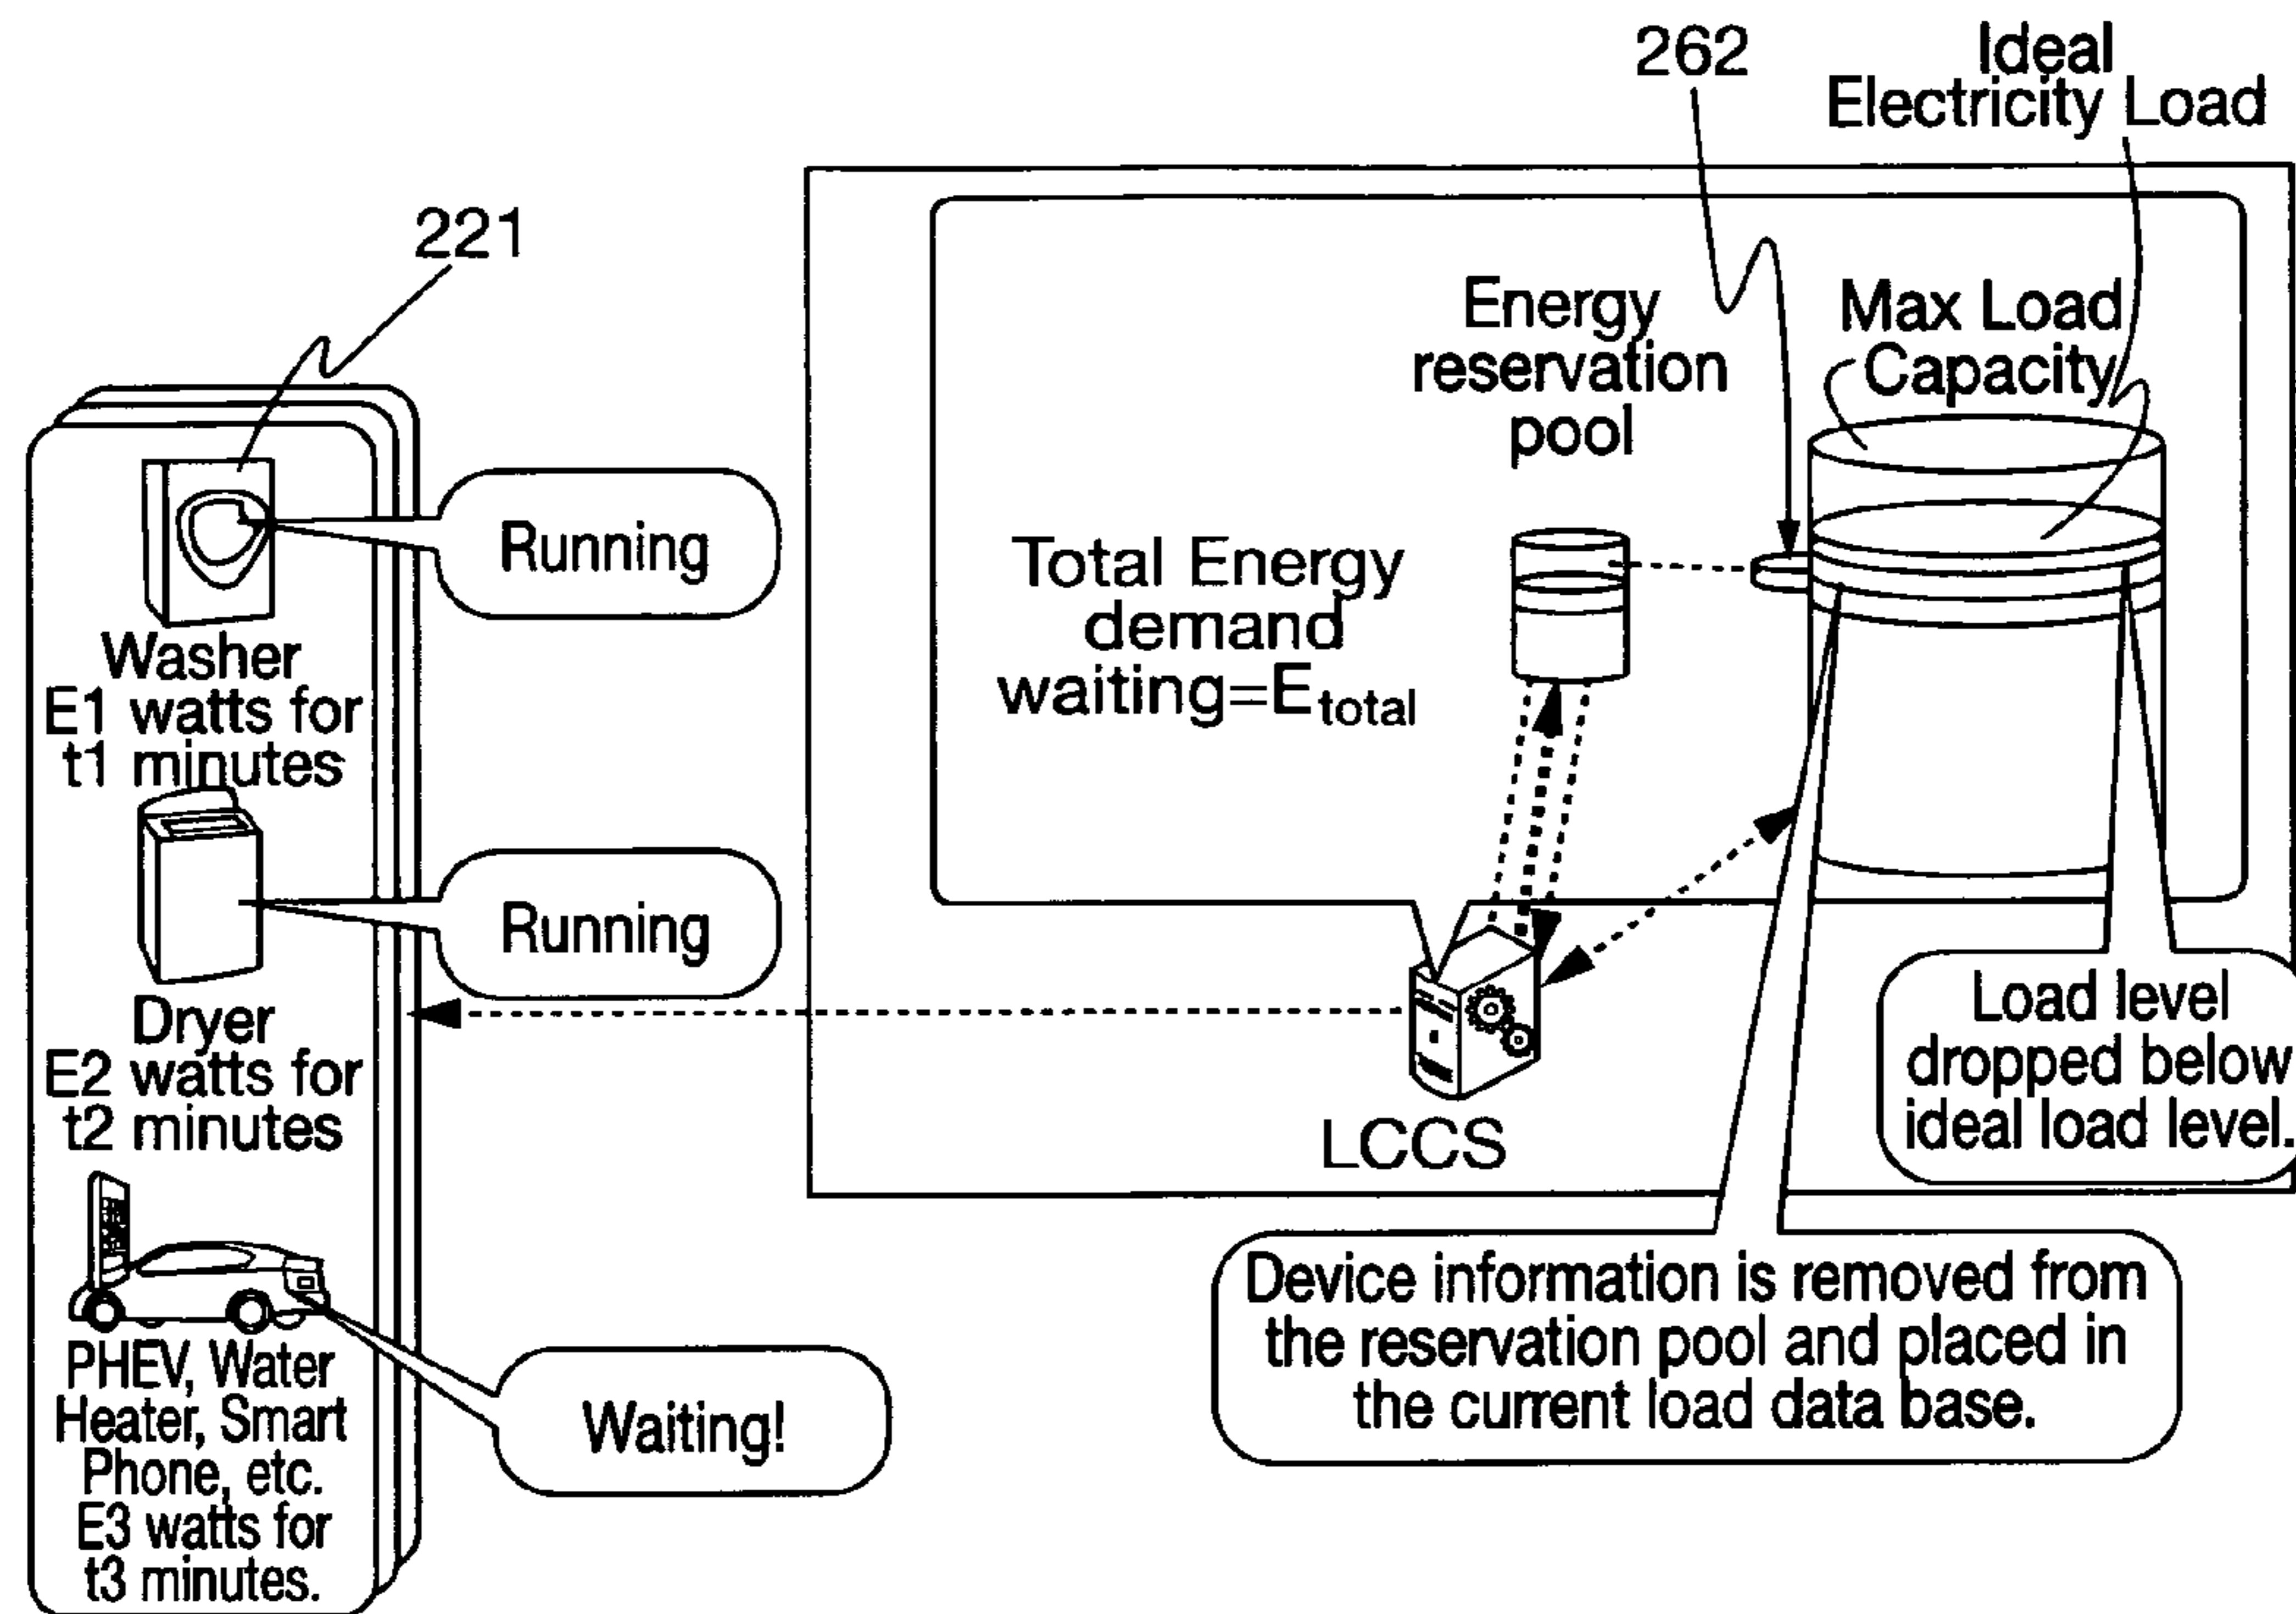 262
Ideal
Electricity Load
221
Energy
reservation
pool
Max Load
Capacity
Running
Total Energy
demand
waiting=Etotal
Washer
E1 watts for
t1 minutes
Running
Dryer
E2 watts for
t2 minutes
LCCS
Load level
dropped below
ideal load level.
Device information is removed from
the reservation pool and placed in
the current load data base.
PHEV, Water
Heater, Smart
Phone, etc.
E3 watts for
t3 minutes.
Waiting!